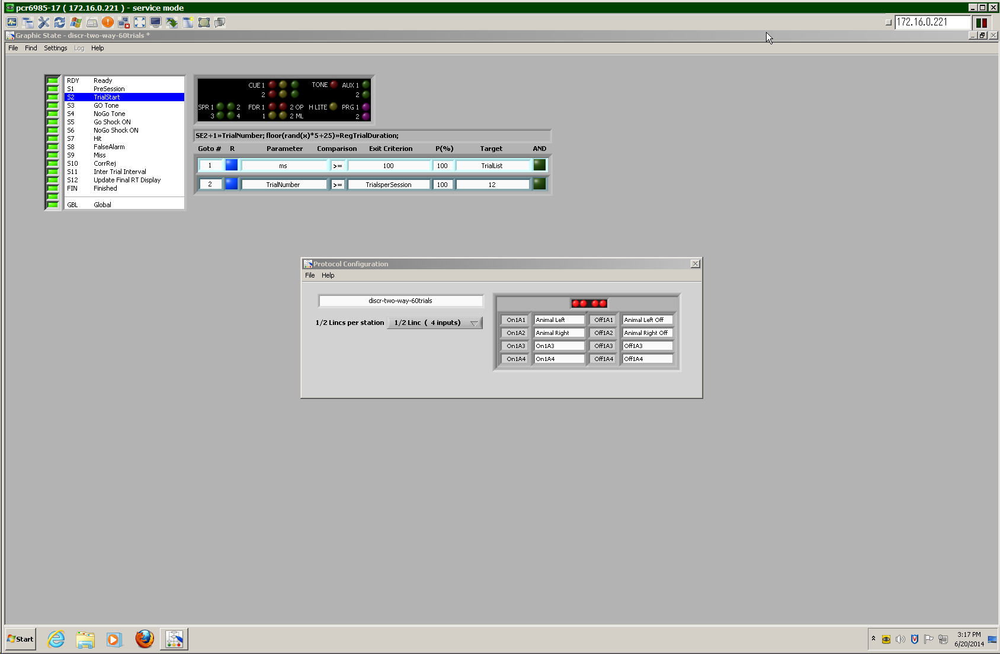 pcr6985-17 ( 172.16.0.221 ) - service mode
172.16.0.221
Graphic State - discr-two-way-60trials *
File Find Settings Log Help
RDY Ready
S1 PreSession
S2 TrialStart
S3 GO Tone
S4 NoGo Tone
S5 Go Shock ON
S6 NoGo Shock ON
S7 Hit
S8 FalseAlarm
S9 Miss
S10 CorrRej
S11 Inter Trial Interval
S12 Update Final RT Display
FIN Finished
GBL Global
CUE 1 TONE AUX 1
2 2
SPR 1 2 FDR 1 2 OP H LITE PRG 1
3 4 1 2 ML 2
SE2+1»TrialNumber; floor(rand(x)*5+25)»RegTrialDuration;
Goto # R Parameter Comparison Exit Criterion P(%) Target AND
1 ms >= 100 100 TrialList
2 TrialNumber >= TrialsperSession 100 12
Protocol Configuration
File Help
discr-two-way-60trials
1/2 Lincs per station 1/2 Linc ( 4 inputs)
On1A1 Animal Left Off1A1 Animal Left Off
On1A2 Animal Right Off1A2 Animal Right Off
On1A3 On1A3 Off1A3 Off1A3
On1A4 On1A4 Off1A4 Off1A4
Start
3:17 PM
6/20/2014